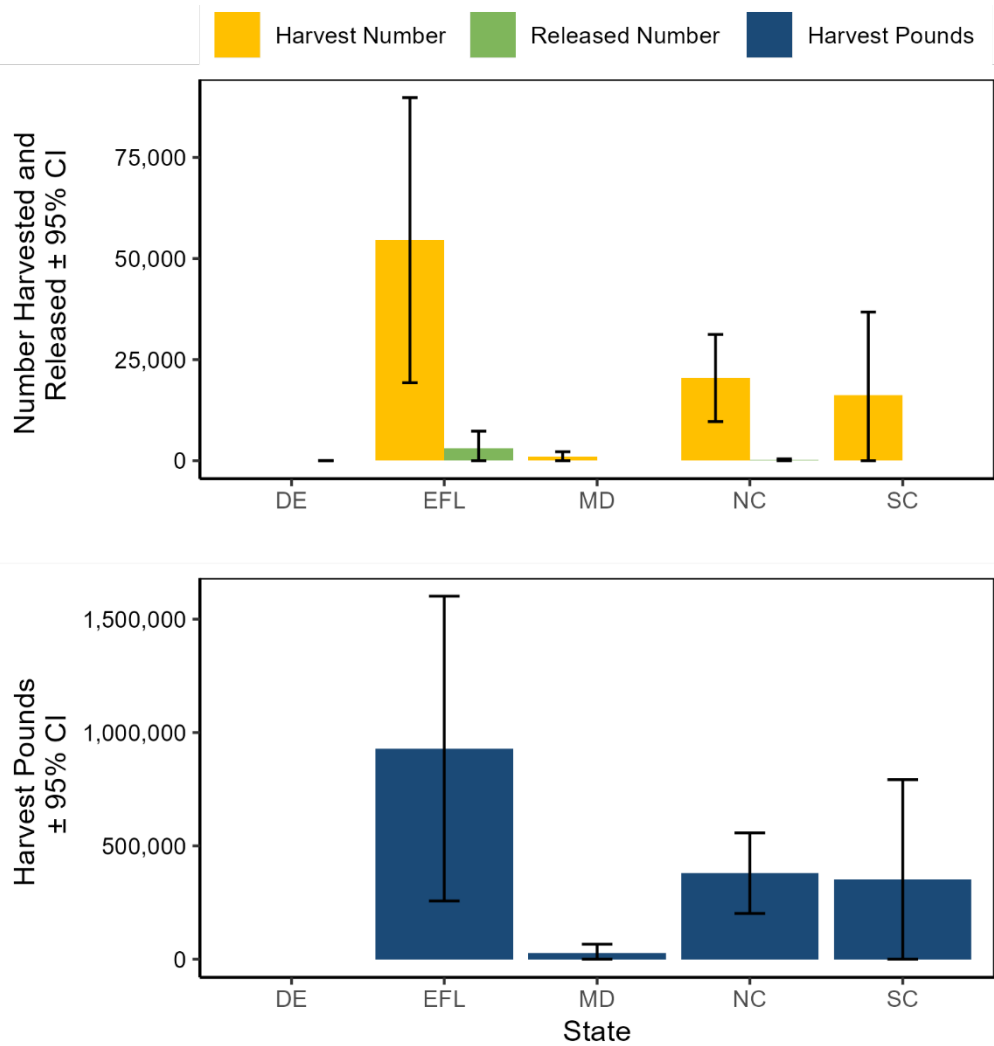 Harvest Number Released Number Harvest Pounds
Number Harvested and
Released ± 95% CI
75,000
50,000
25,000
0
DE EFL MD NC SC
Harvest Pounds
± 95% CI
1,500,000
1,000,000
500,000
0
DE EFL MD NC SC
State